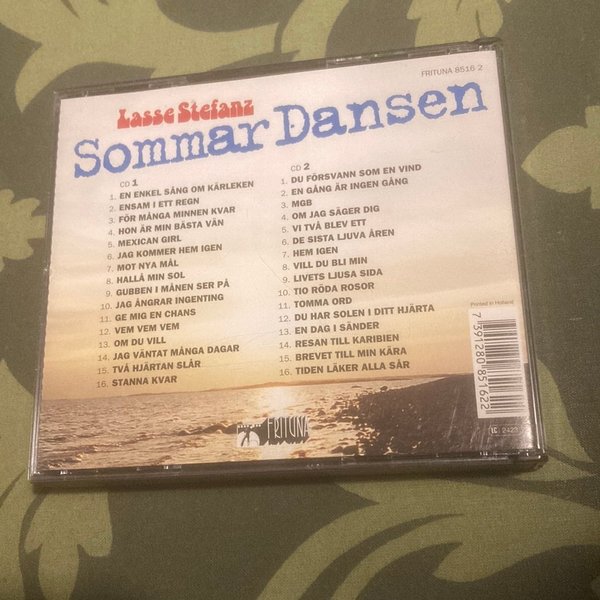 FRITUNA 8516 2
Lasse Stefanz
SommarDansen
CD 1
1. EN ENKEL SÅNG OM KÄRLEKEN
2. ENSAM I ETT REGN
3. FÖR MÅNGA MINNEN KVAR
4. HON ÄR MIN BÄSTA VÄN
5. MEXICAN GIRL
6. JAG KOMMER HEM IGEN
7. MOT NYA MÅL
8. HALLÅ MIN SOL
9. GUBBEN I MÅNEN SER PÅ
10. JAG ÅNGRAR INGENTING
11. GE MIG EN CHANS
12. VEM VEM VEM
13. OM DU VILL
14. JAG VÄNTAT MÅNGA DAGAR
15. TVÅ HJÄRTAN SLÅR
16. STANNA KVAR
CD 2
1. DU FÖRSVANN SOM EN VIND
2. EN GÅNG ÄR INGEN GÅNG
3. MGB
4. OM JAG SÄGER DIG
5. VI TVÅ BLEV ETT
6. DE SISTA LJUVA ÅREN
7. HEM IGEN
8. VILL DU BLI MIN
9. LIVETS LJUSA SIDA
10. TIO RÖDA ROSOR
11. TOMMA ORD
12. DU HAR SOLEN I DITT HJÄRTA
13. EN DAG I SÄNDER
14. RESAN TILL KARIBIEN
15. BREVET TILL MIN KÄRA
16. TIDEN LÄKER ALLA SÅR
Printed in Holland
7 391280 851622
FRITUNA